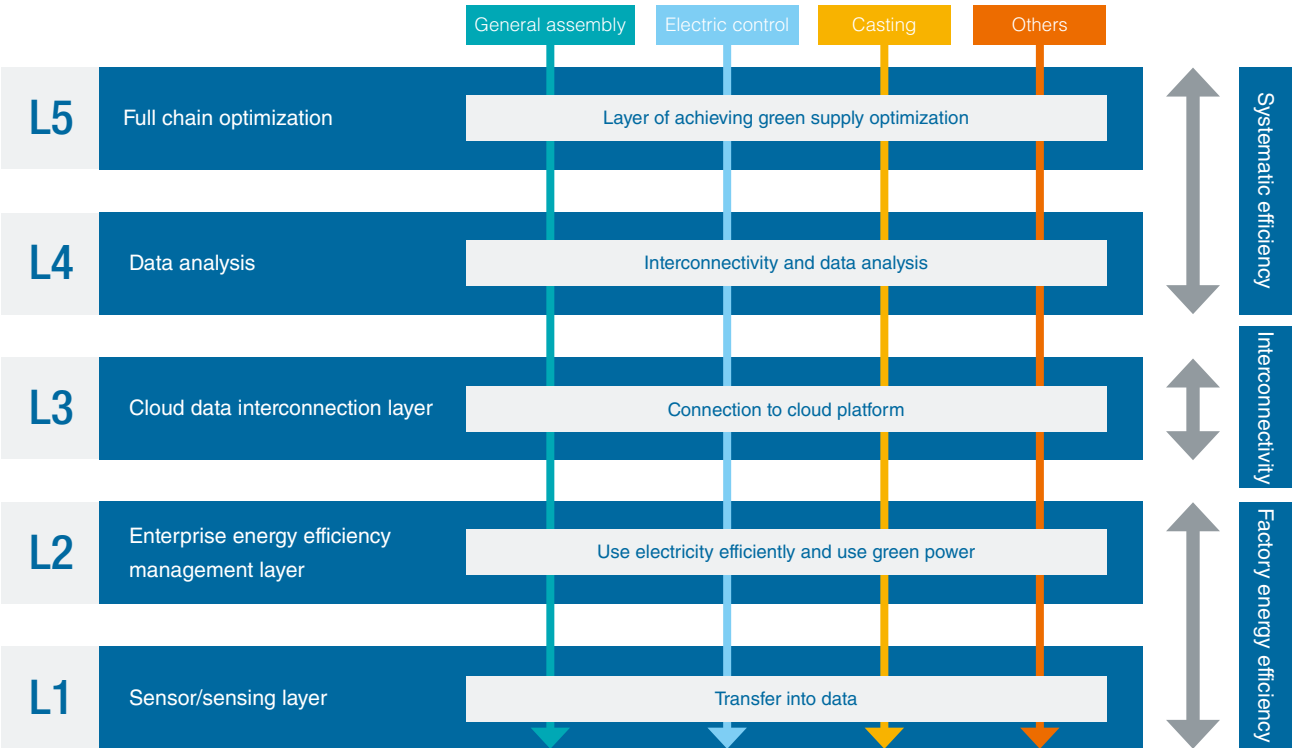 General assembly
Electric control
Casting
Others
L5
Full chain optimization
Layer of achieving green supply optimization
L4
Data analysis
Interconnectivity and data analysis
Systematic efficiency
L3
Cloud data interconnection layer
Connection to cloud platform
Interconnectivity
L2
Enterprise energy efficiency
management layer
Use electricity efficiently and use green power
L1
Sensor/sensing layer
Transfer into data
Factory energy efficiency